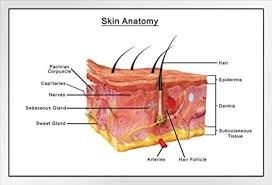 Skin Anatomy
Pacinian
Corpuscle
Capillaries
Nerves
Sebaceous Gland
Sweat Gland
Hair
Epidermis
Dermis
Subcutaneous
Tissue
Arteries
Hair Follicle